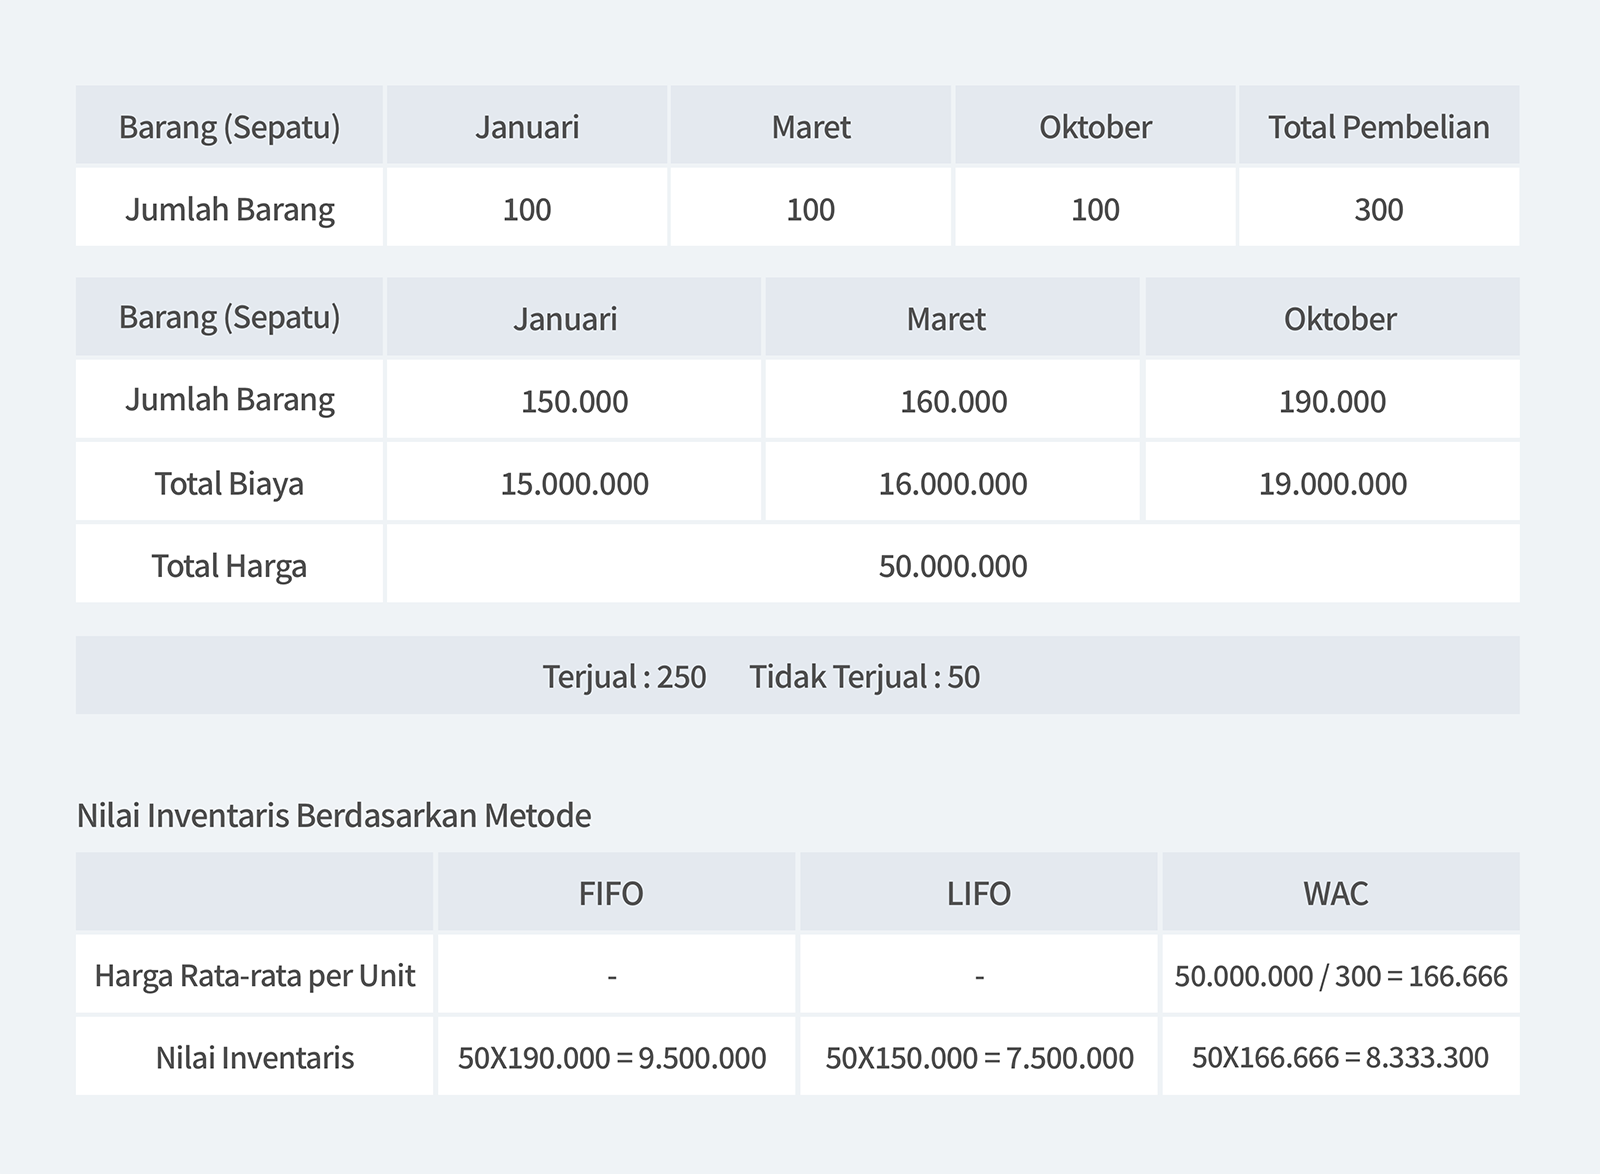 Barang (Sepatu) Januari Maret Oktober Total Pembelian
Jumlah Barang 100 100 100 300
Barang (Sepatu) Januari Maret Oktober
Jumlah Barang 150.000 160.000 190.000
Total Biaya 15.000.000 16.000.000 19.000.000
Total Harga 50.000.000
Terjual : 250 Tidak Terjual : 50
Nilai Inventaris Berdasarkan Metode
FIFO LIFO WAC
Harga Rata-rata per Unit - - 50.000.000 / 300 = 166.666
Nilai Inventaris 50X190.000 = 9.500.000 50X150.000 = 7.500.000 50X166.666 = 8.333.300